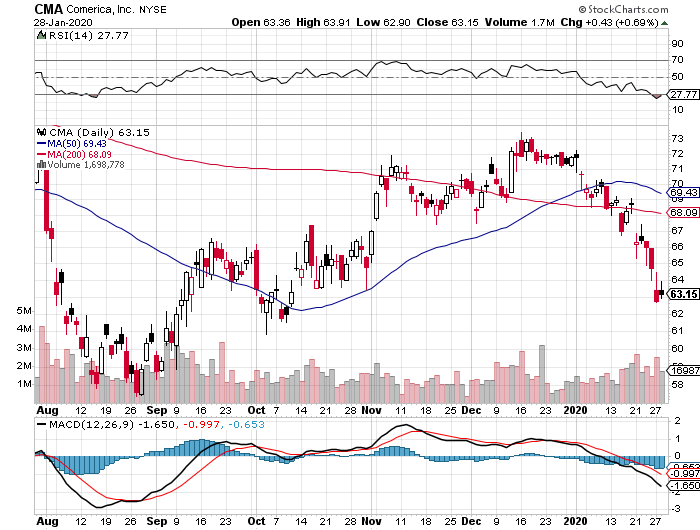 CMA Comerica, Inc. NYSE
© StockCharts.com
28-Jan-2020
Open 63.36 High 63.91 Low 62.90 Close 63.15 Volume 1.7M Chg +0.43 (+0.69%)
RSI(14) 27.77
90
70
50
30
10
27.77
CMA (Daily) 63.15
MA(50) 69.43
MA(200) 68.09
Volume 1,698,778
73
72
71
70
69.43
68.09
67
66
65
64
63.15
60
59
58
5M
4M
3M
2M
1M
16987
Aug 12 19 26 Sep 9 16 23 Oct 7 14 21 28 Nov 11 18 25 Dec 9 16 23 2020 13 21 27
MACD(12,26,9) -1.650, -0.997, -0.653
2
1
0
-0.653
-0.997
-1.650
-2
-3
Aug 12 19 26 Sep 9 16 23 Oct 7 14 21 28 Nov 11 18 25 Dec 9 16 23 2020 13 21 27